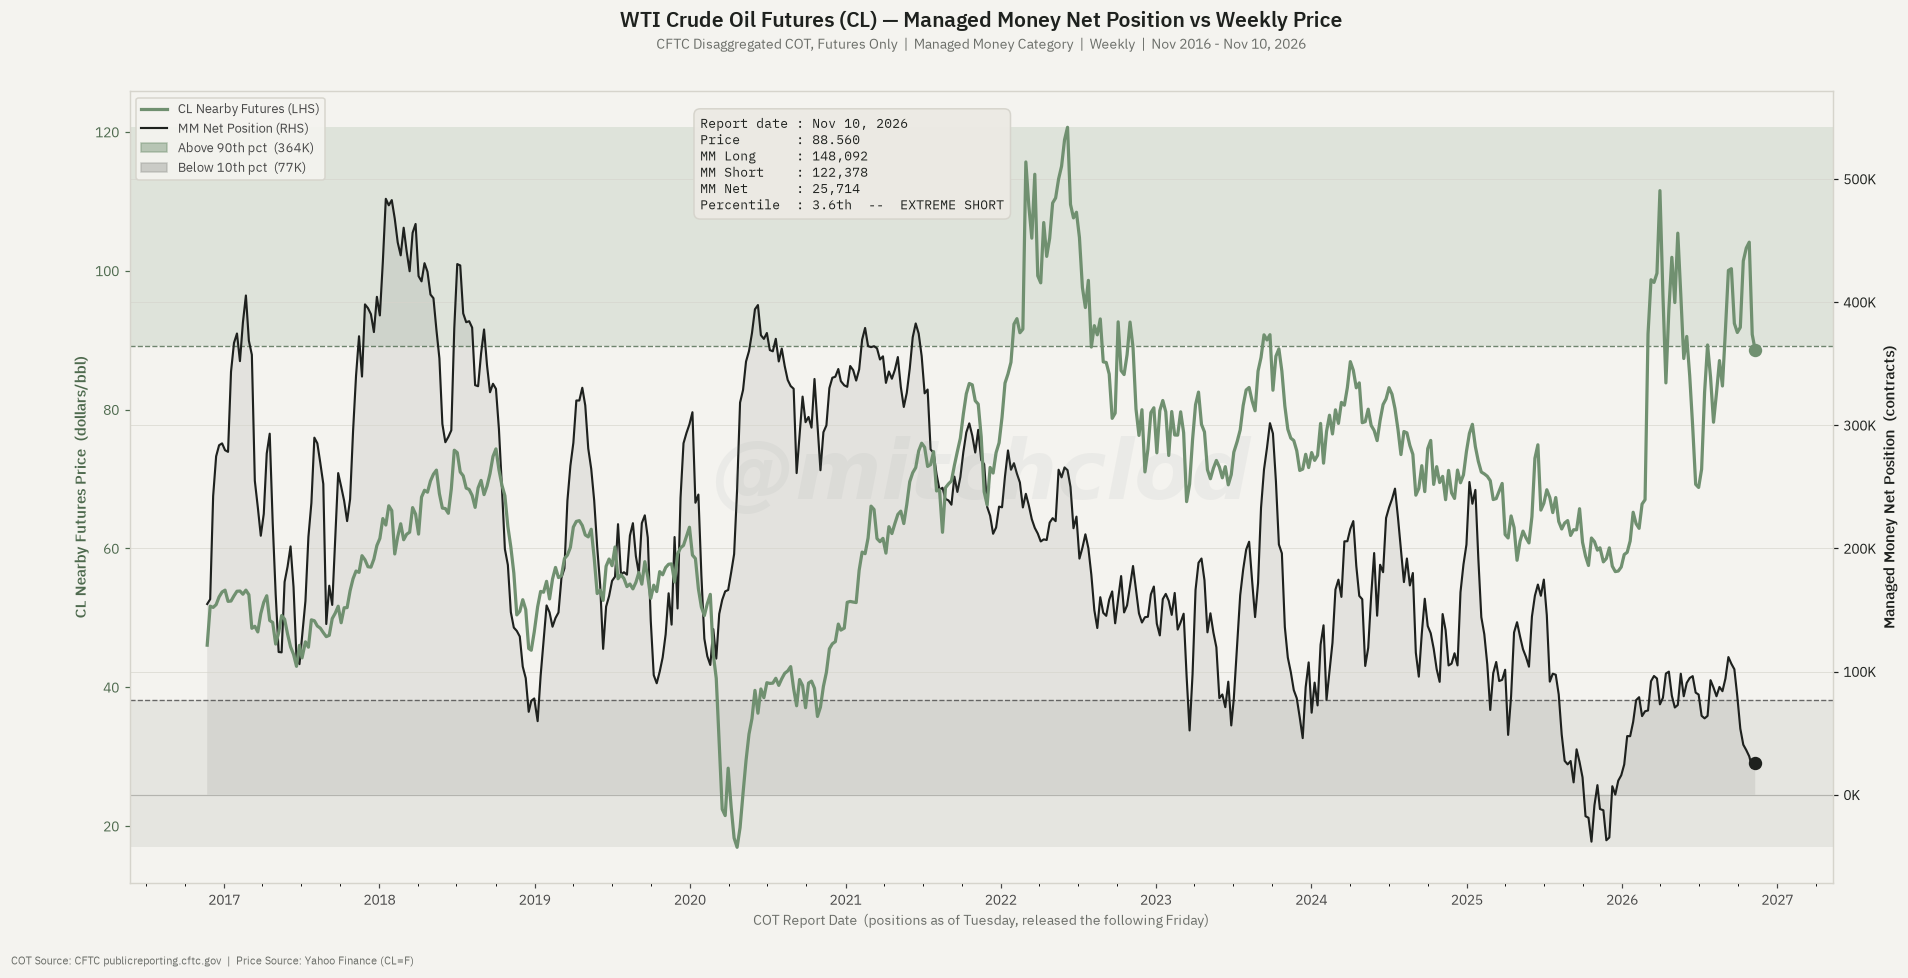 WTI Crude Oil Futures (CL) — Managed Money Net Position vs Weekly Price
CFTC Disaggregated COT, Futures Only | Managed Money Category | Weekly | Nov 2016 - Nov 10, 2026
CL Nearby Futures (LHS)
MM Net Position (RHS)
Above 90th pct (364K)
Below 10th pct (77K)
Report date : Nov 10, 2026
Price : 88.560
MM Long : 148,092
MM Short : 122,378
MM Net : 25,714
Percentile : 3.6th -- EXTREME SHORT
CL Nearby Futures Price (dollars/bbl)
120
100
80
60
40
20
@mitchclod
500K
400K
300K
200K
100K
0K
Managed Money Net Position (contracts)
2017
2018
2019
2020
2021
2022
2023
2024
2025
2026
2027
COT Report Date (positions as of Tuesday, released the following Friday)
COT Source: CFTC publicreporting.cftc.gov | Price Source: Yahoo Finance (CL=F)